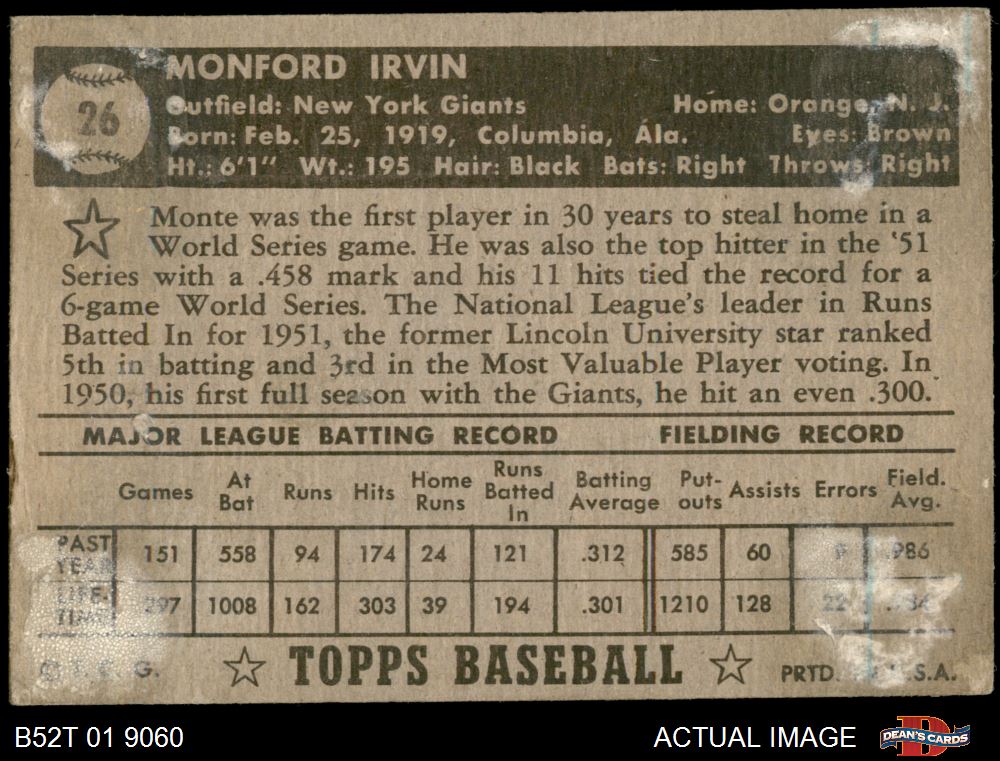 MONFORD IRVIN
26
Outfield: New York Giants Home: Orange, N. J.
Born: Feb. 25, 1919, Columbia, Ala. Eyes: Brown
Ht.: 6'1" Wt.: 195 Hair: Black Bats: Right Throws: Right
Monte was the first player in 30 years to steal home in a
World Series game. He was also the top hitter in the '51
Series with a .458 mark and his 11 hits tied the record for a
6-game World Series. The National League's leader in Runs
Batted In for 1951, the former Lincoln University star ranked
5th in batting and 3rd in the Most Valuable Player voting. In
1950, his first full season with the Giants, he hit an even .300.
MAJOR LEAGUE BATTING RECORD FIELDING RECORD
Games At Bat Runs Hits Home Runs Runs Batted In Batting Average Put-outs Assists Errors Field. Avg.
PAST YEAR 151 558 94 174 24 121 .312 585 60 .986
LIFE-TIME 297 1008 162 303 39 194 .301 1210 128 22
TOPPS BASEBALL PRTD. U.S.A.
B52T 01 9060 ACTUAL IMAGE DEAN'S CARDS